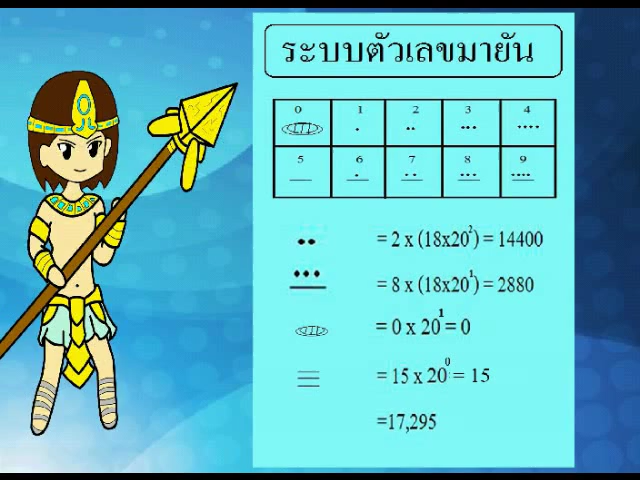 ระบบตัวเลขมายัน
0 1 2 3 4
5 6 7 8 9
= 2 x (18x20²) = 14400
= 8 x (18x20¹) = 2880
= 0 x 20¹ = 0
= 15 x 20⁰ = 15
=17,295